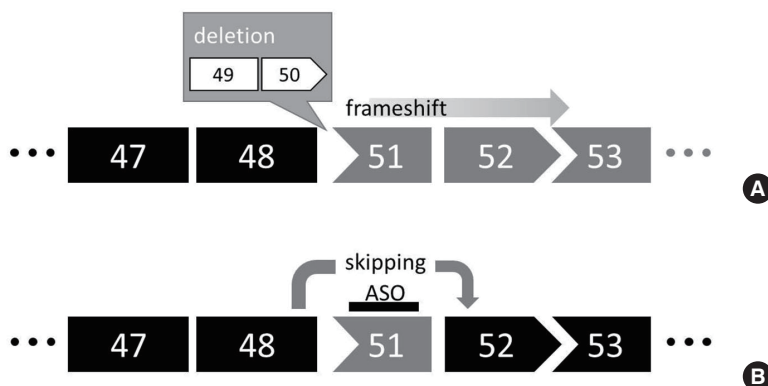 deletion
49 50
frameshift
••• 47 48 51 52 53 •••
A
skipping
ASO
••• 47 48 51 52 53 •••
B